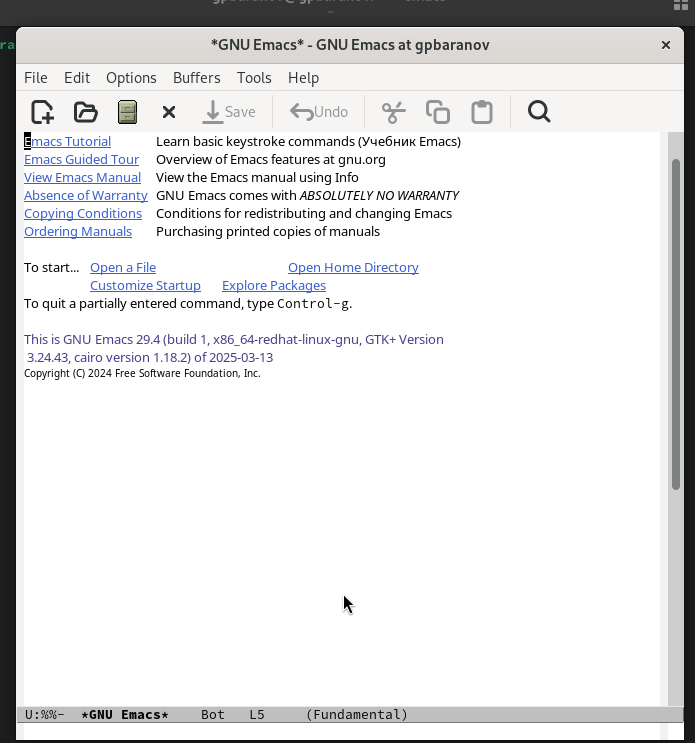 ra
*GNU Emacs* - GNU Emacs at gpbaranov
File Edit Options Buffers Tools Help
Save Undo
Emacs Tutorial Learn basic keystroke commands (Учебник Emacs)
Emacs Guided Tour Overview of Emacs features at gnu.org
View Emacs Manual View the Emacs manual using Info
Absence of Warranty GNU Emacs comes with ABSOLUTELY NO WARRANTY
Copying Conditions Conditions for redistributing and changing Emacs
Ordering Manuals Purchasing printed copies of manuals
To start... Open a File Open Home Directory
Customize Startup Explore Packages
To quit a partially entered command, type Control-g.
This is GNU Emacs 29.4 (build 1, x86_64-redhat-linux-gnu, GTK+ Version
3.24.43, cairo version 1.18.2) of 2025-03-13
Copyright (C) 2024 Free Software Foundation, Inc.
U:%%- *GNU Emacs* Bot L5 (Fundamental)